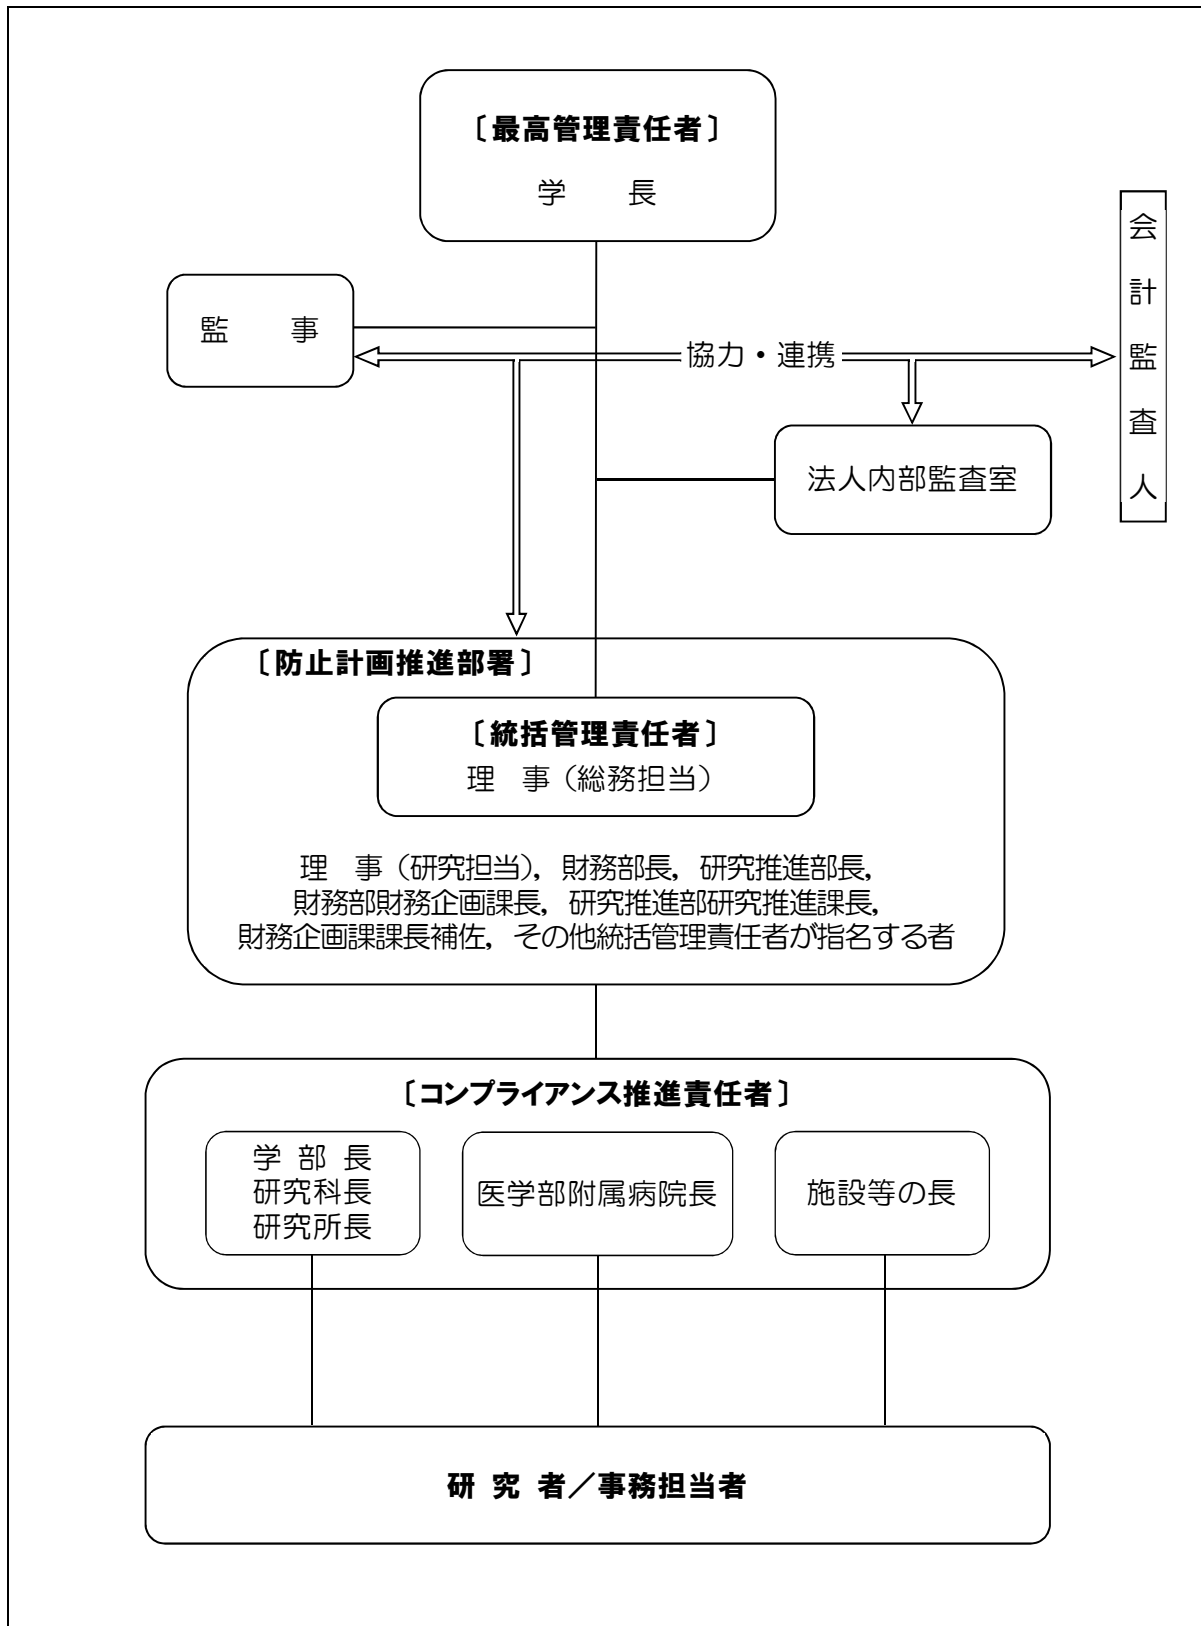 〔最高管理責任者〕
学　　長
監　　事
協力・連携
会計監査人
法人内部監査室
〔防止計画推進部署〕
〔統括管理責任者〕
理　事（総務担当）
理　事（研究担当），財務部長，研究推進部長，
財務部財務企画課長，研究推進部研究推進課長，
財務企画課課長補佐，その他統括管理責任者が指名する者
〔コンプライアンス推進責任者〕
学 部 長
研究科長
研究所長
医学部附属病院長
施設等の長
研 究 者／事務担当者